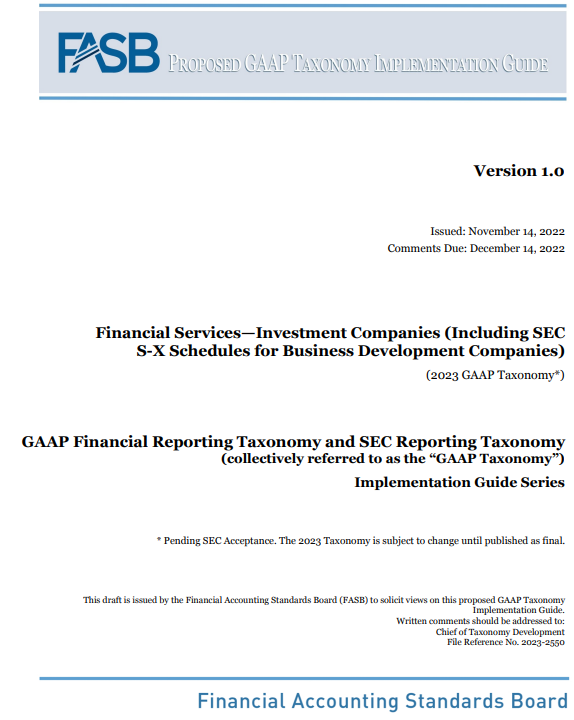 FASB PROPOSED GAAP TAXONOMY IMPLEMENTATION GUIDE
Version 1.0
Issued: November 14, 2022
Comments Due: December 14, 2022
Financial Services—Investment Companies (Including SEC
S-X Schedules for Business Development Companies)
(2023 GAAP Taxonomy*)
GAAP Financial Reporting Taxonomy and SEC Reporting Taxonomy
(collectively referred to as the “GAAP Taxonomy”)
Implementation Guide Series
* Pending SEC Acceptance. The 2023 Taxonomy is subject to change until published as final.
This draft is issued by the Financial Accounting Standards Board (FASB) to solicit views on this proposed GAAP Taxonomy
Implementation Guide.
Written comments should be addressed to:
Chief of Taxonomy Development
File Reference No. 2023-2550
Financial Accounting Standards Board